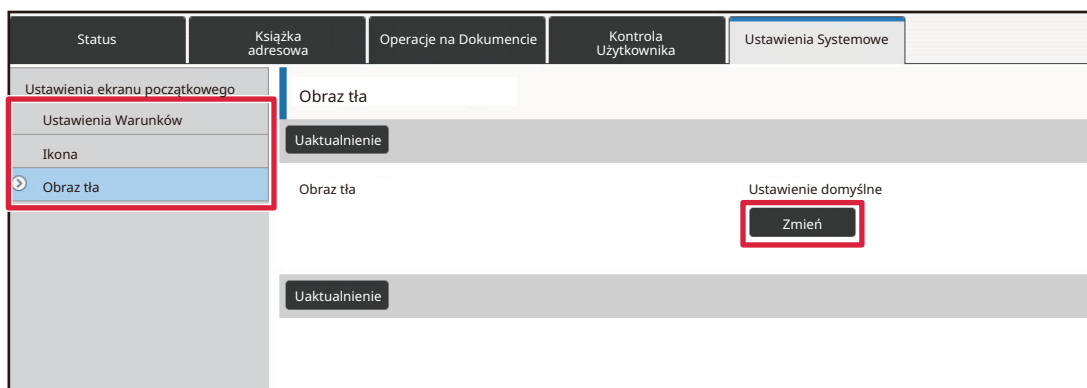 Status
Książka
adresowa
Operacje na Dokumencie
Kontrola
Użytkownika
Ustawienia Systemowe
Ustawienia ekranu początkowego
Ustawienia Warunków
Ikona
Obraz tła
Obraz tła
Uaktualnienie
Obraz tła
Ustawienie domyślne
Zmień
Uaktualnienie